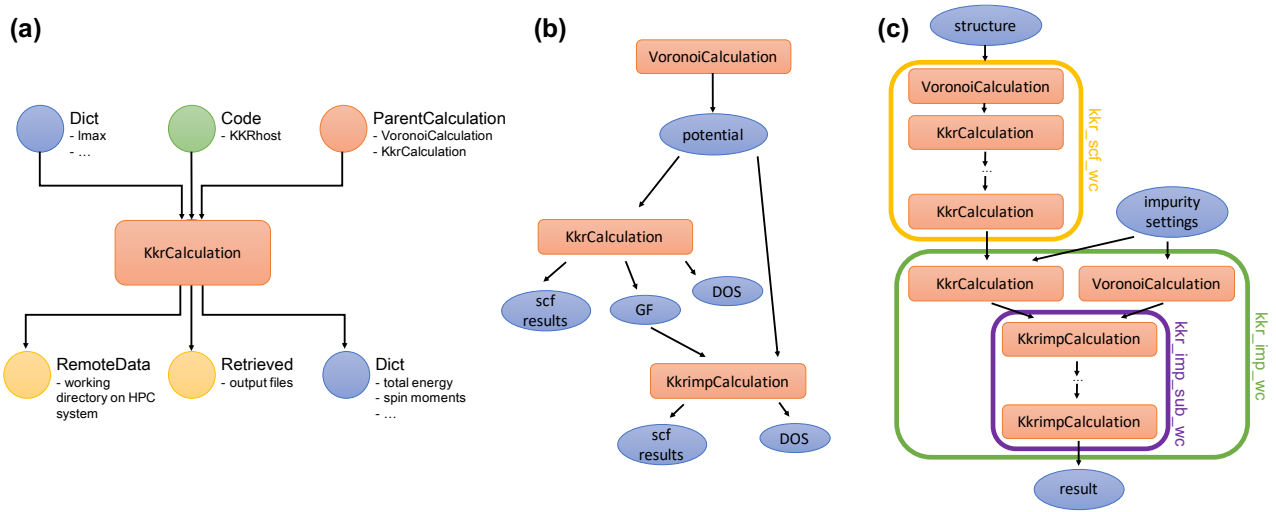 (a)
Dict
- lmax
- ...
Code
- KKRhost
ParentCalculation
- VoronoiCalculation
- KkrCalculation
KkrCalculation
RemoteData
- working
directory on HPC
system
Retrieved
- output files
Dict
- total energy
- spin moments
- ...
(b)
VoronoiCalculation
potential
KkrCalculation
scf
results
GF
DOS
KkrimpCalculation
scf
results
DOS
(c)
structure
VoronoiCalculation
KkrCalculation
...
KkrCalculation
kkr_scf_wc
impurity
settings
KkrCalculation
VoronoiCalculation
KkrimpCalculation
...
KkrimpCalculation
kkr_imp_sub_wc
kkr_imp_wc
result